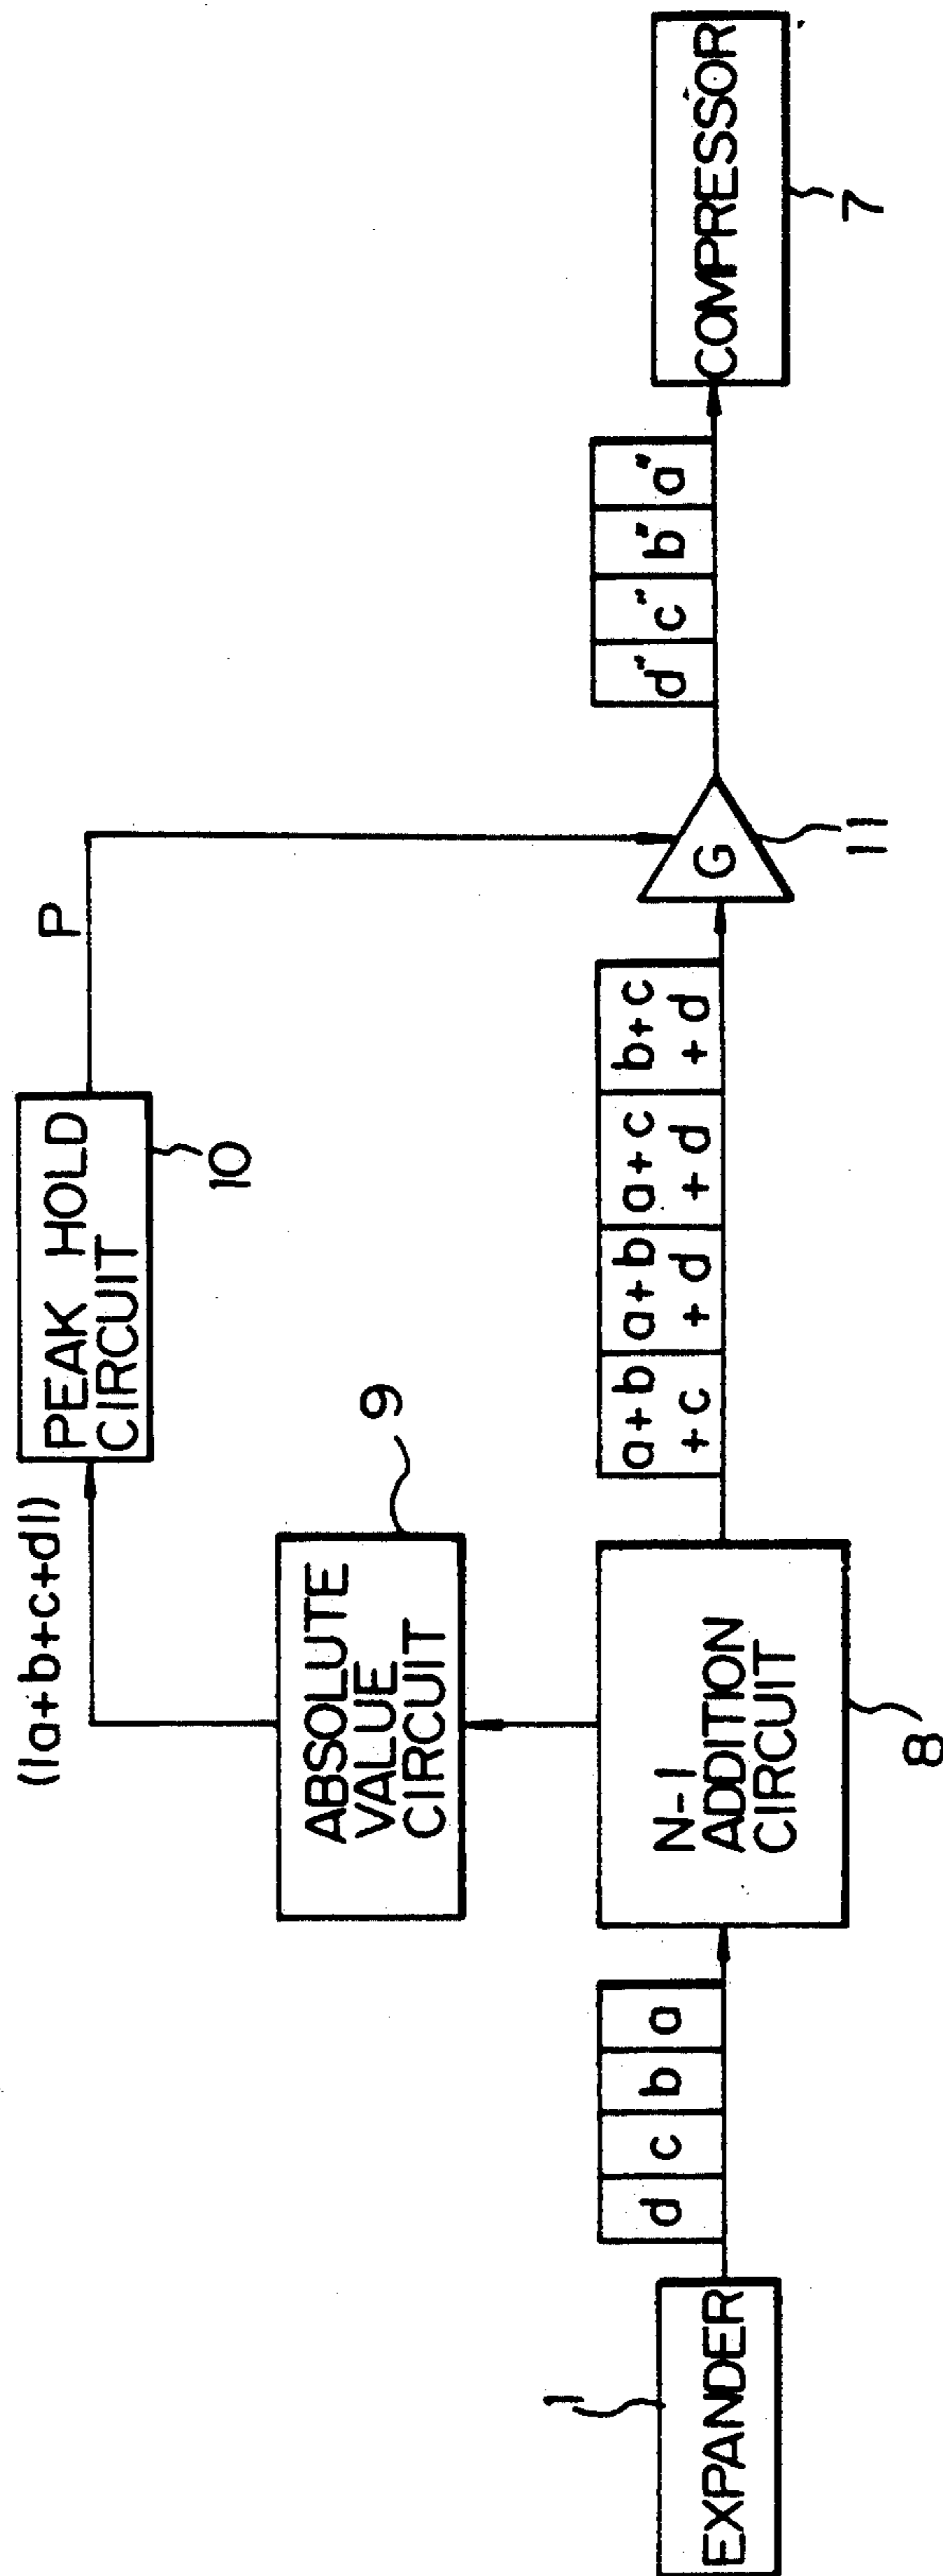 (|a+b+c+d|)
PEAK HOLD
CIRCUIT
10
P
ABSOLUTE
VALUE
CIRCUIT
9
1
EXPANDER
d c b a
N-1
ADDITION
CIRCUIT
8
a+b a+b a+c b+c
+c +d +d +d
G
11
d" c" b" a"
COMPRESSOR
7